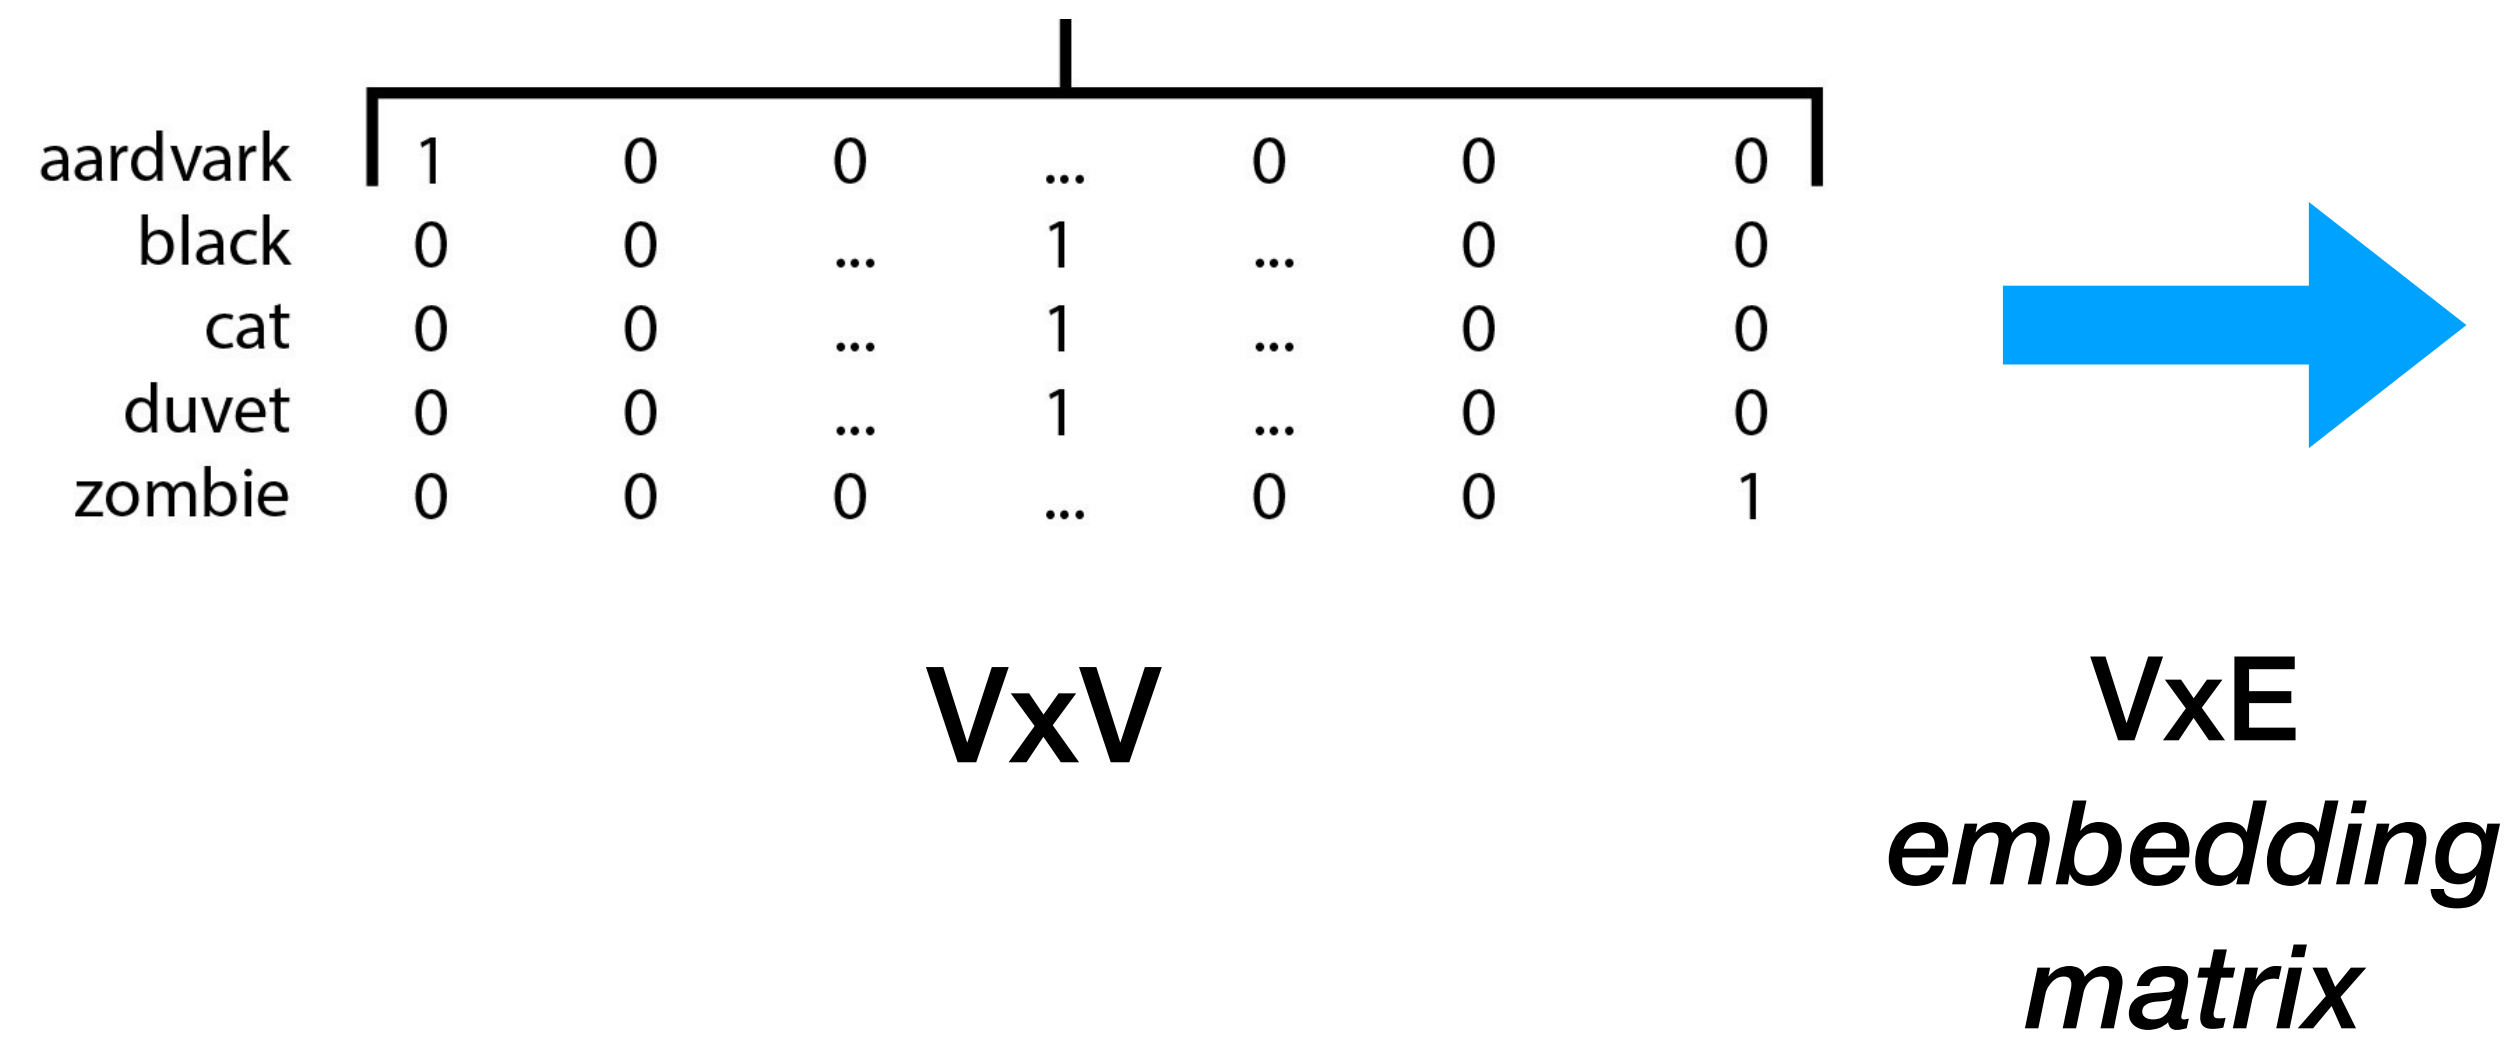 aardvark 1 0 0 ... 0 0 0
black 0 0 ... 1 ... 0 0
cat 0 0 ... 1 ... 0 0
duvet 0 0 ... 1 ... 0 0
zombie 0 0 0 ... 0 0 1
VxV
VxE
embedding
matrix